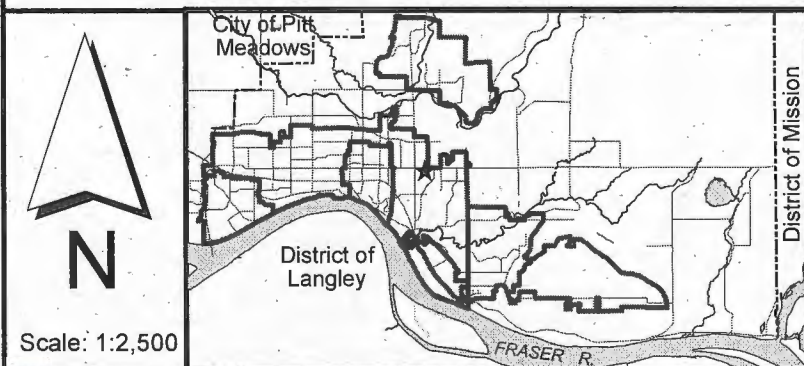 City of Pitt
Meadows
District of Mission
District of
Langley
N
Scale: 1:2,500
FRASER R.